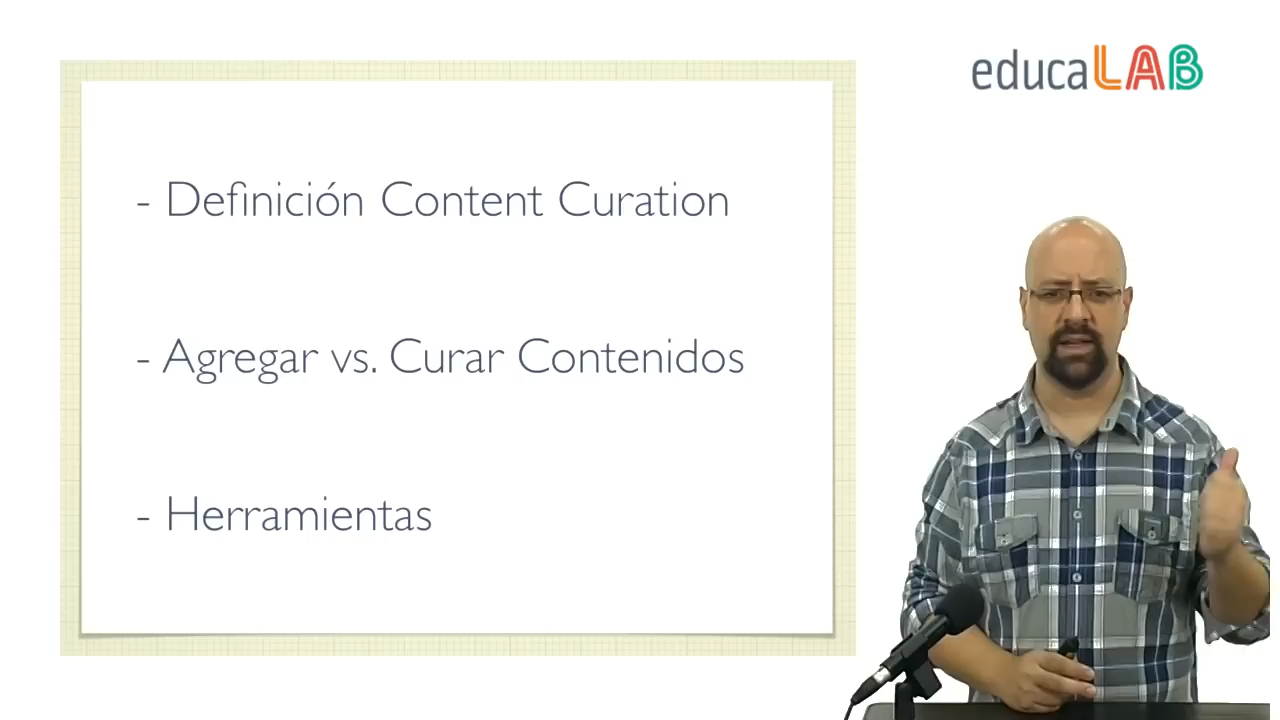 educaLAB
- Definición Content Curation
- Agregar vs. Curar Contenidos
- Herramientas